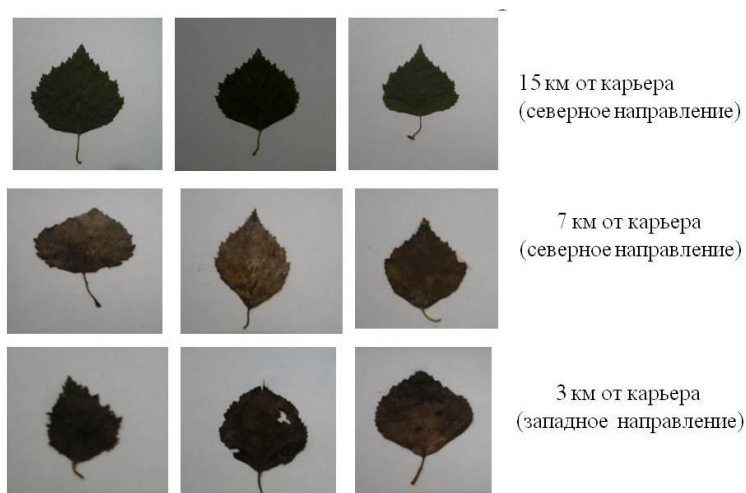 15 км от карьера
(северное направление)
7 км от карьера
(северное направление)
3 км от карьера
(западное направление)